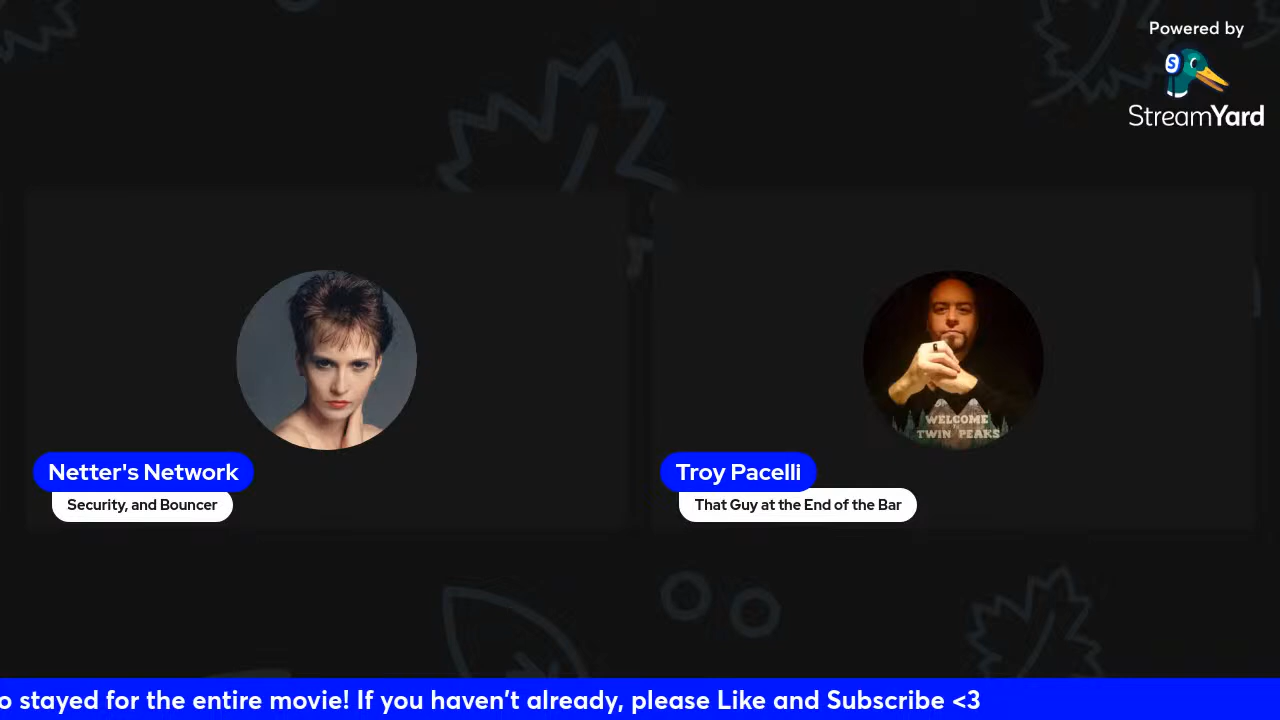 Powered by
S
StreamYard
WELCOME
TWIN PEAKS
Netter's Network
Security, and Bouncer
Troy Pacelli
That Guy at the End of the Bar
o stayed for the entire movie! If you haven’t already, please Like and Subscribe <3